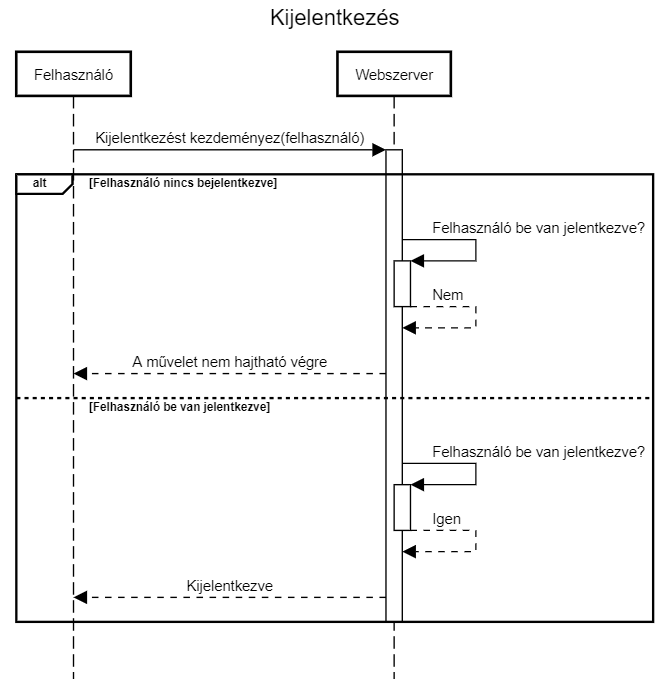 Kijelentkezés
Felhasználó
Webszerver
Kijelentkezést kezdeményez(felhasználó)
alt
[Felhasználó nincs bejelentkezve]
Felhasználó be van jelentkezve?
Nem
A művelet nem hajtható végre
[Felhasználó be van jelentkezve]
Felhasználó be van jelentkezve?
Igen
Kijelentkezve